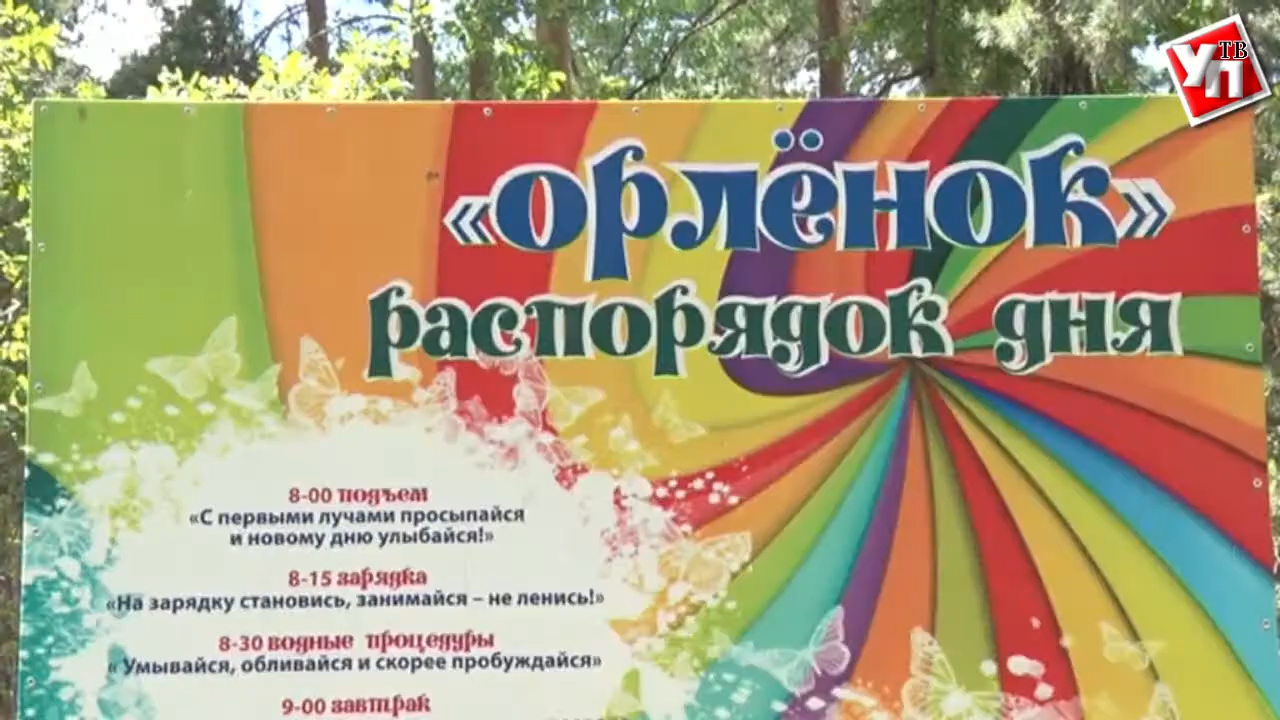 УП ТВ
«ОРЛЁНОК»
распорядок дня
8-00 подъем
«С первыми лучами просыпайся
и новому дню улыбайся!»
8-15 зарядка
«На зарядку становись, занимайся – не ленись!»
8-30 водные процедуры
«Умывайся, обливайся и скорее пробуждайся»
9-00 завтрак